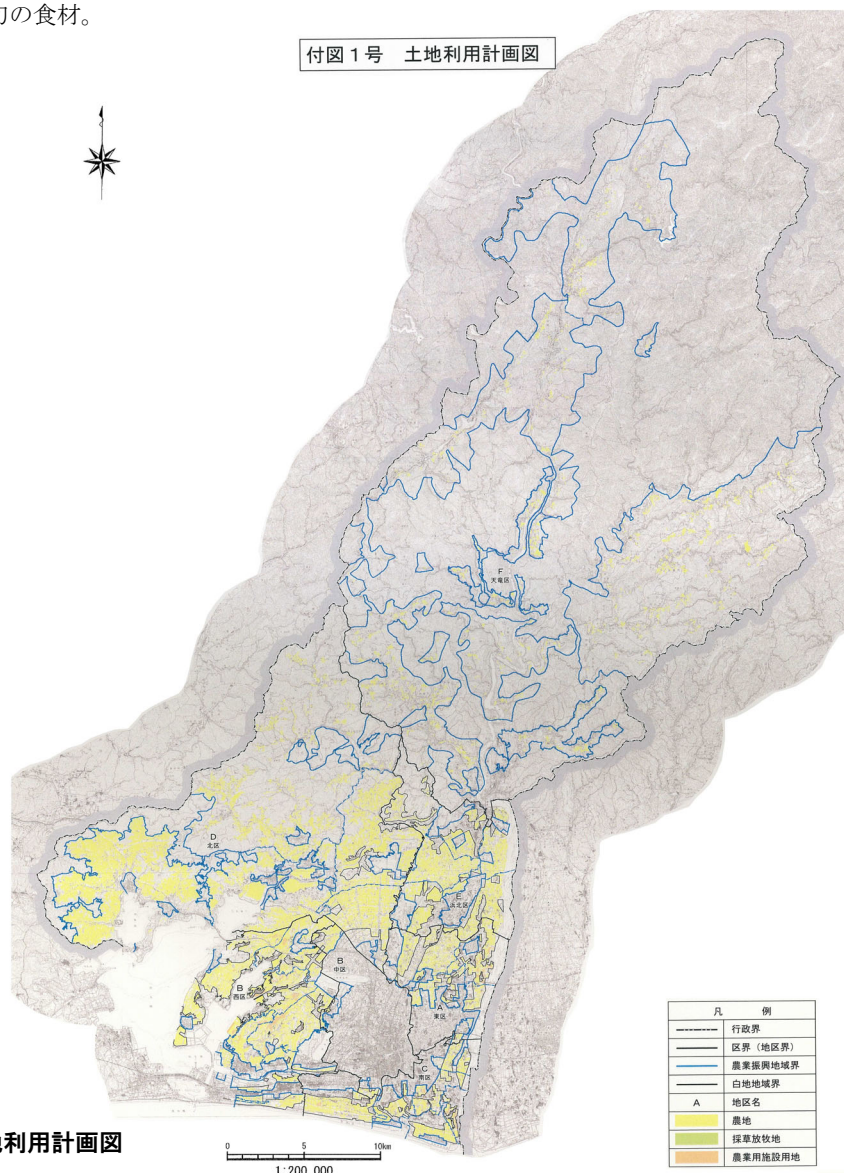 の食材。
付図1号 土地利用計画図
F
天竜区
D
北区
E
浜北区
B
中区
B
西区
A
東区
C
南区
凡 例
行政界
区界（地区界）
農業振興地域界
白地地域界
A 地区名
農地
採草放牧地
農業用施設用地
利用計画図
0 5 10km
1:200,000